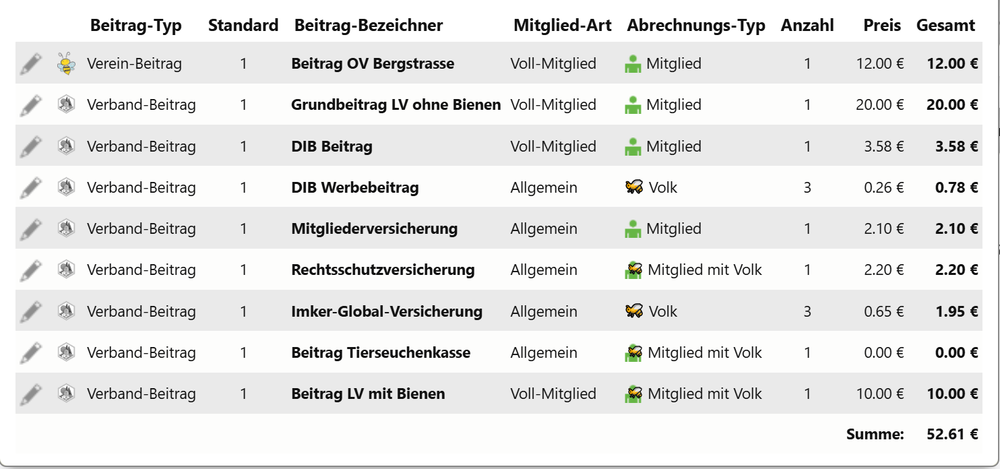 Beitrag-Typ Standard Beitrag-Bezeichner Mitglied-Art Abrechnungs-Typ Anzahl Preis Gesamt
Verein-Beitrag 1 Beitrag OV Bergstrasse Voll-Mitglied Mitglied 1 12.00 € 12.00 €
Verband-Beitrag 1 Grundbeitrag LV ohne Bienen Voll-Mitglied Mitglied 1 20.00 € 20.00 €
Verband-Beitrag 1 DIB Beitrag Voll-Mitglied Mitglied 1 3.58 € 3.58 €
Verband-Beitrag 1 DIB Werbebeitrag Allgemein Volk 3 0.26 € 0.78 €
Verband-Beitrag 1 Mitgliederversicherung Allgemein Mitglied 1 2.10 € 2.10 €
Verband-Beitrag 1 Rechtsschutzversicherung Allgemein Mitglied mit Volk 1 2.20 € 2.20 €
Verband-Beitrag 1 Imker-Global-Versicherung Allgemein Volk 3 0.65 € 1.95 €
Verband-Beitrag 1 Beitrag Tierseuchenkasse Allgemein Mitglied mit Volk 1 0.00 € 0.00 €
Verband-Beitrag 1 Beitrag LV mit Bienen Voll-Mitglied Mitglied mit Volk 1 10.00 € 10.00 €
Summe: 52.61 €